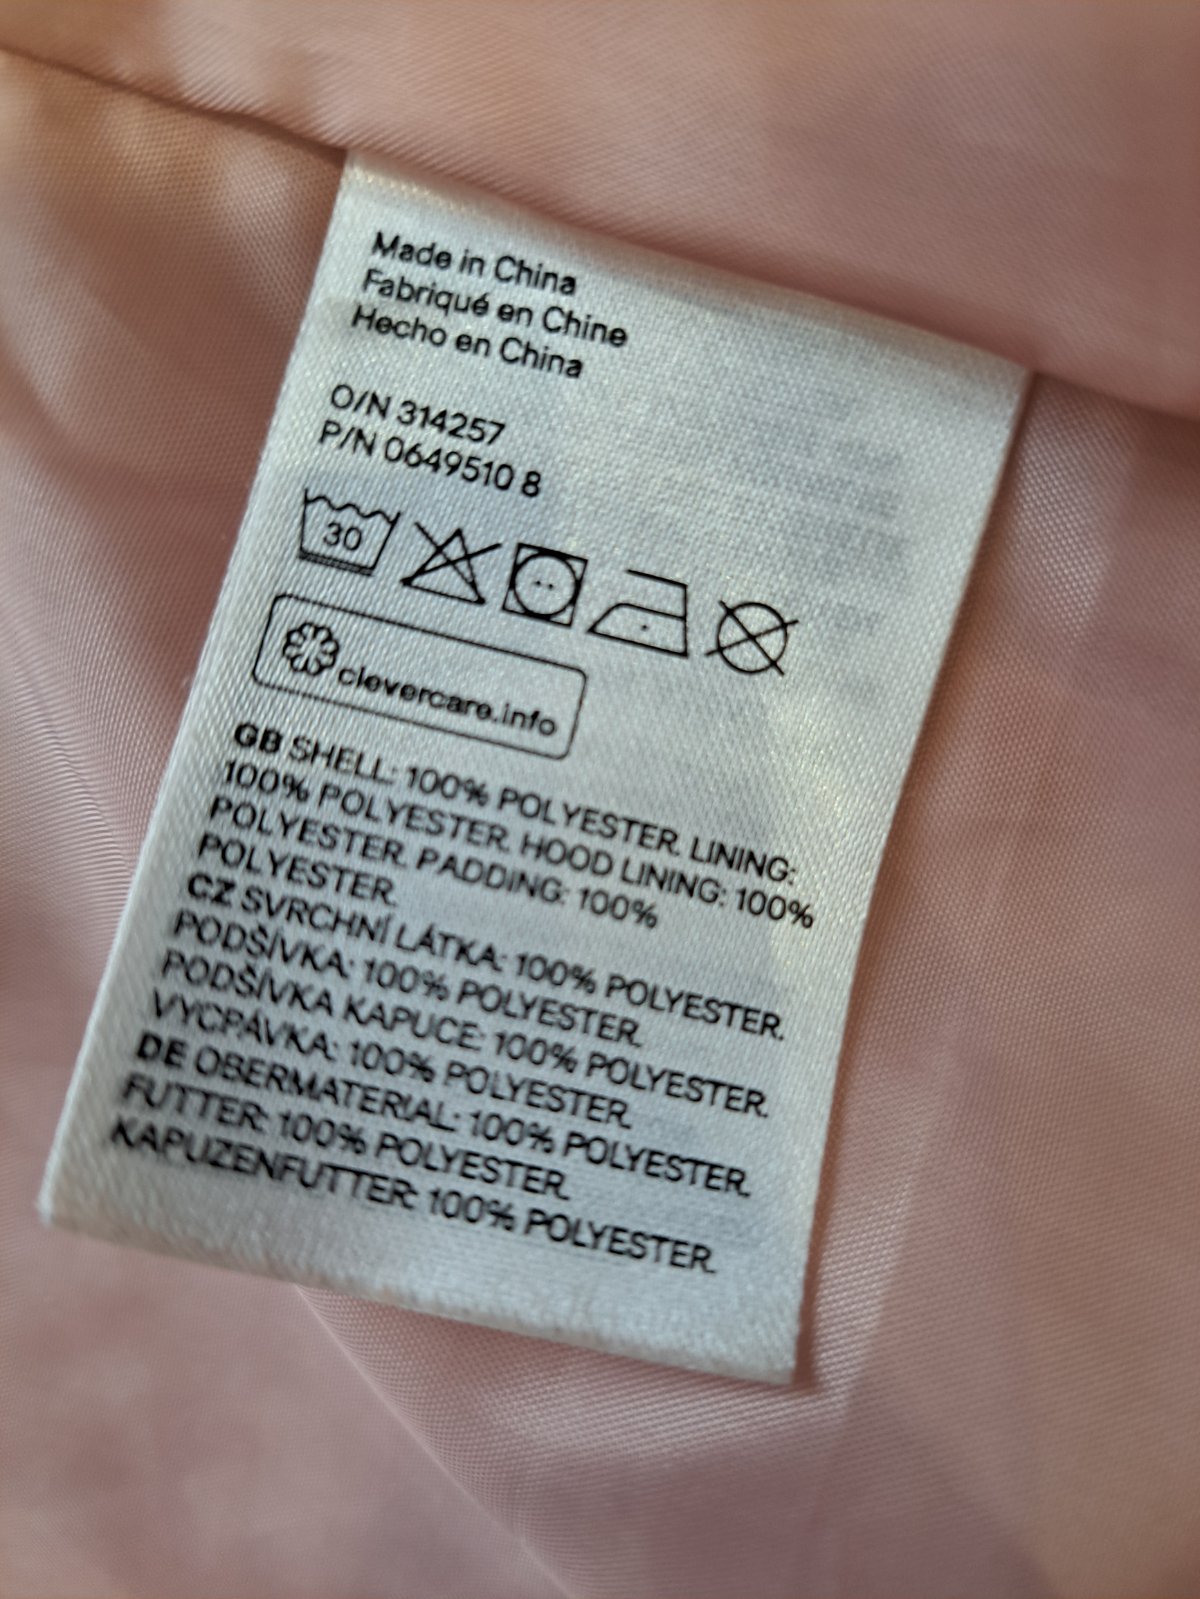 Made in China
Fabriqué en Chine
Hecho en China
O/N 314257
P/N 0649510 8
30
clevercare.info
GB SHELL: 100% POLYESTER. LINING:
100% POLYESTER. HOOD LINING: 100%
POLYESTER. PADDING: 100%
POLYESTER.
CZ SVRCHNÍ LÁTKA: 100% POLYESTER.
PODŠÍVKA: 100% POLYESTER.
PODŠÍVKA KAPUCE: 100% POLYESTER.
VYCPÁVKA: 100% POLYESTER.
DE OBERMATERIAL: 100% POLYESTER.
FUTTER: 100% POLYESTER.
KAPUZENFUTTER: 100% POLYESTER.